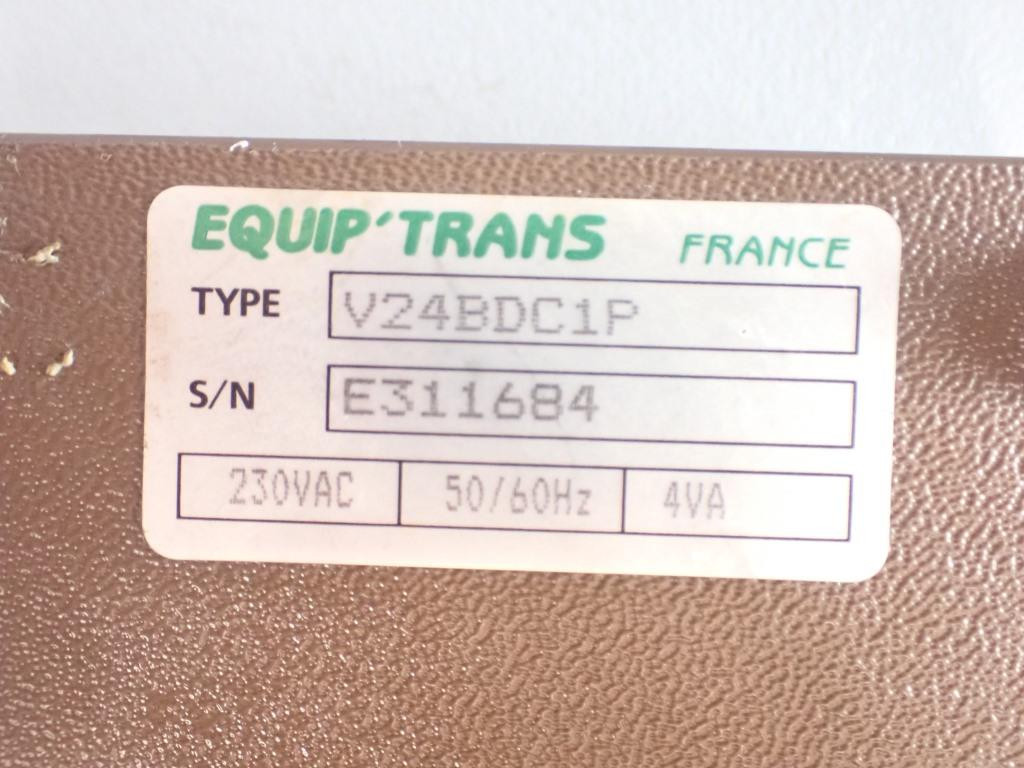 EQUIP'TRANS FRANCE
TYPE V24BDC1P
S/N E311684
230VAC 50/60Hz 4VA